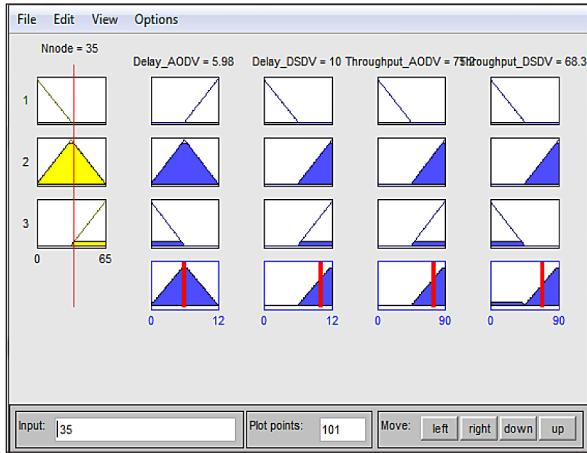 File Edit View Options
Nnode = 35
Delay_AODV = 5.98 Delay_DSDV = 10 Throughput_AODV = Throughput_DSDV = 68.3
1
2
3
0 65
0 12 0 12 0 90 0 90
Input: 35 Plot points: 101 Move: left right down up